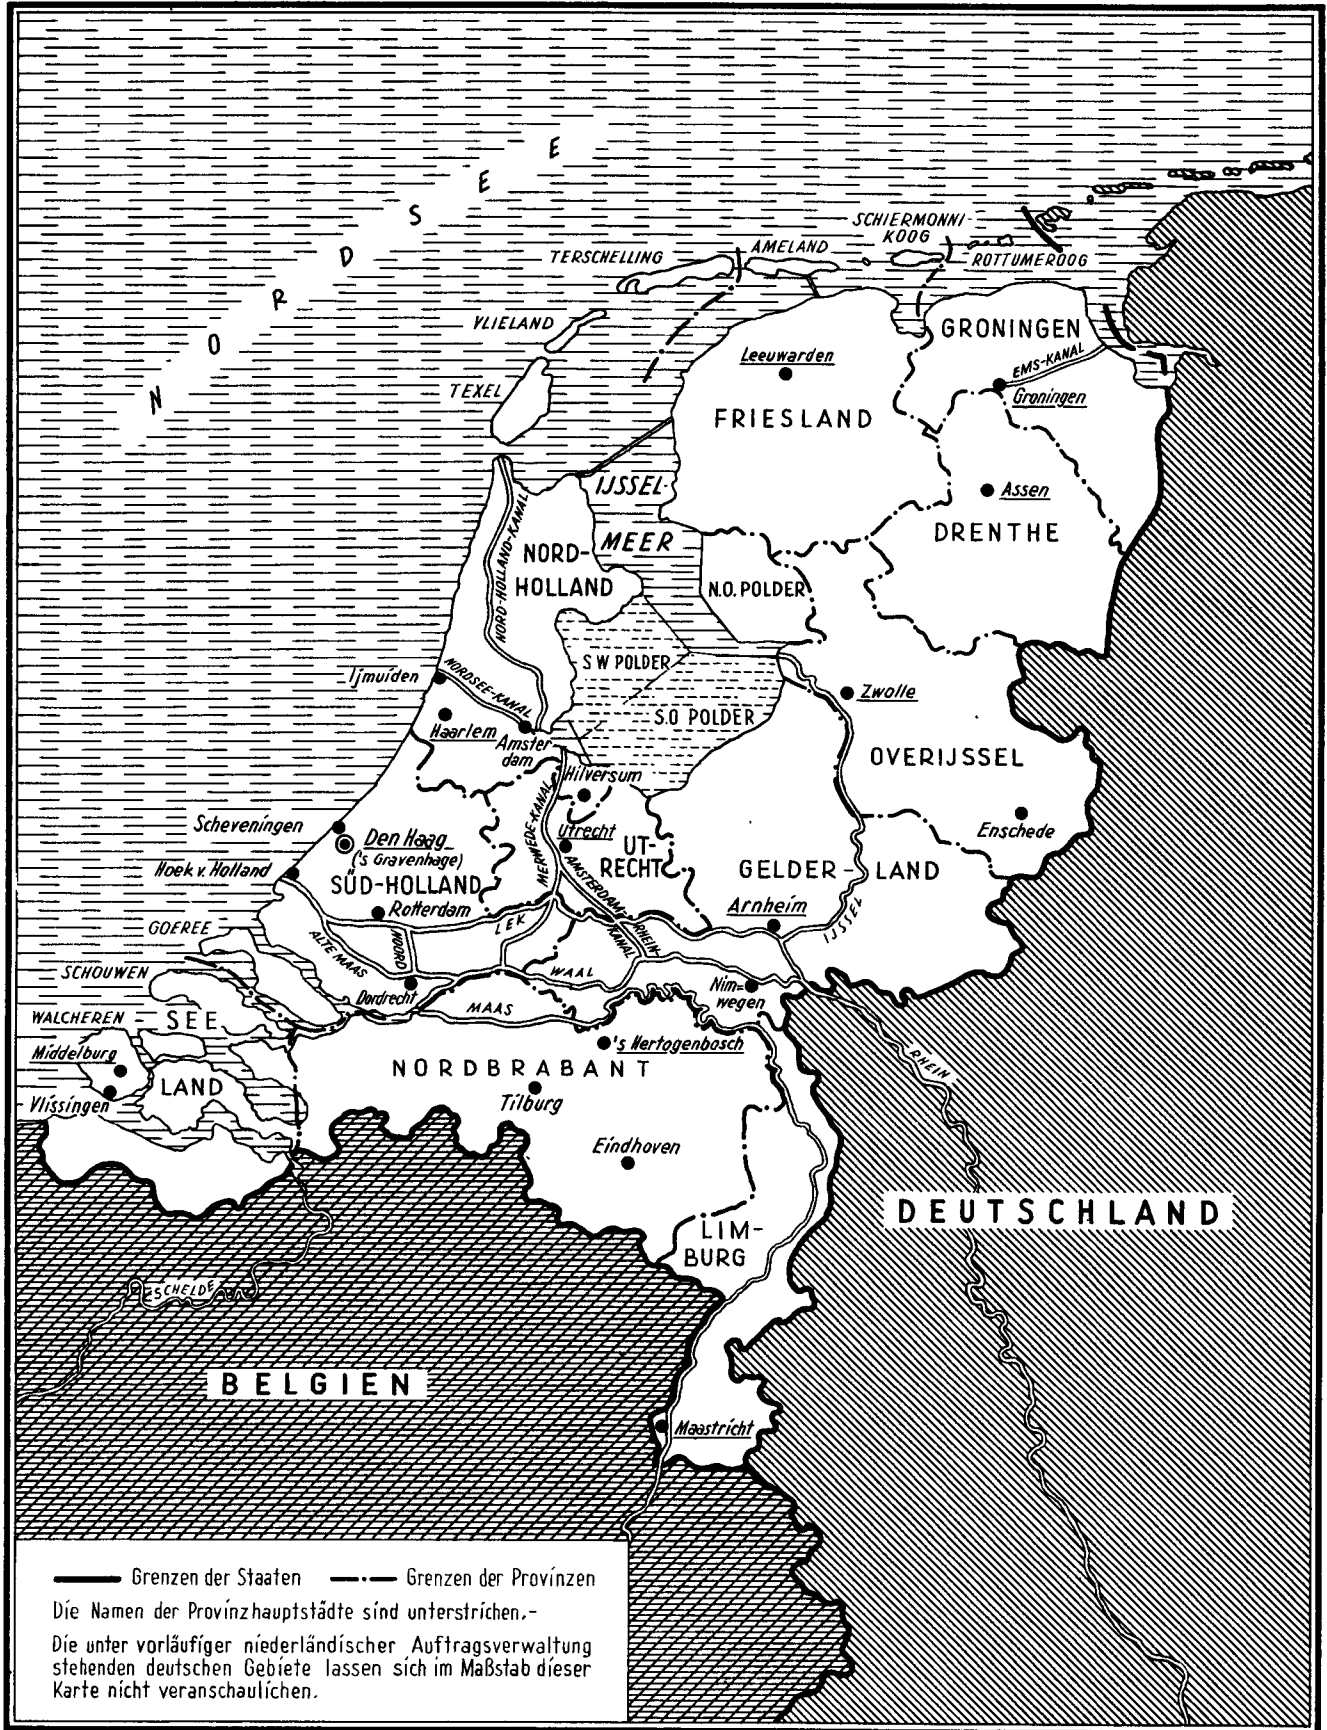 NORDSEE
SCHIERMONNI-
KOOG
AMELAND
TERSCHELLING
ROTTUMEROOG
VLIELAND
TEXEL
GRONINGEN
EMS-KANAL
Groningen
Leeuwarden
FRIESLAND
Assen
DRENTHE
IJSSEL-
MEER
NORD-HOLLAND-KANAL
NORD-
HOLLAND
N.O. POLDER
S W POLDER
S.O POLDER
Ijmuiden
NORDSEE-KANAL
Haarlem
Amster
dam
Zwolle
OVERIJSSEL
Enschede
Hilversum
MERWEDE-KANAL
Utrecht
UT-
RECHT
AMSTERDAM-
RHEIN
KANAL
Scheveningen
Den Haag
('s Gravenhage)
Hoek v. Holland
SÜD-HOLLAND
Rotterdam
GELDER-LAND
Arnheim
IJSSEL
LEK
NOORD
ALTE MAAS
GOEREE
SCHOUWEN
Dordrecht
WAAL
Nim=
wegen
MAAS
WALCHEREN
SEE
LAND
Middelburg
Vlissingen
's Hertogenbosch
NORDBRABANT
Tilburg
Eindhoven
RHEIN
LIM-
BURG
DEUTSCHLAND
SCHELDE
BELGIEN
Maastricht
Grenzen der Staaten Grenzen der Provinzen
Die Namen der Provinzhauptstädte sind unterstrichen.-
Die unter vorläufiger niederländischer Auftragsverwaltung
stehenden deutschen Gebiete lassen sich im Maßstab dieser
Karte nicht veranschaulichen.